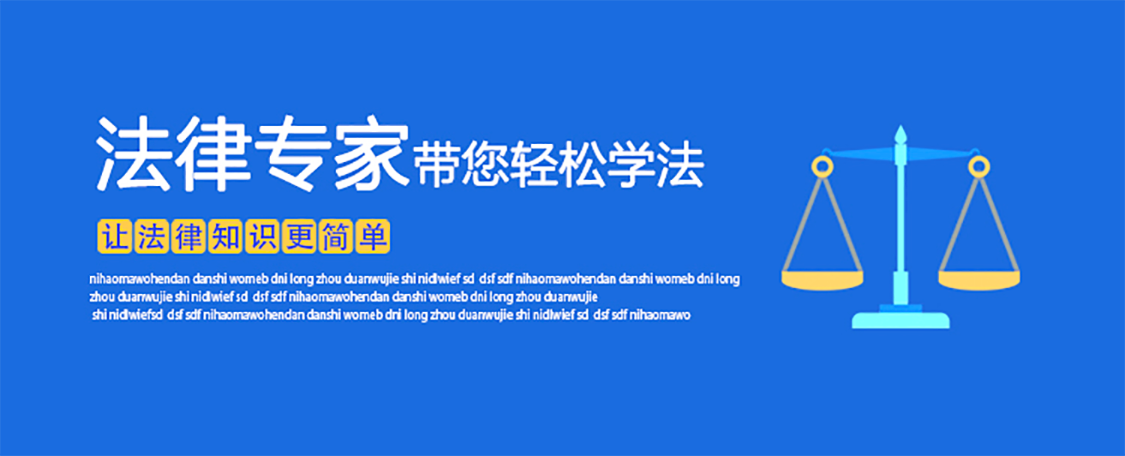 法律专家带您轻松学法
让法律知识更简单
nihaomawohendan danshi womeb dni long zhou duanwujie shi nidlwief sd dsf sdf nihaomawohendan danshi womeb dni long
zhou duanwujie shi nidlwief sd dsf sdf nihaomawohendan danshi womeb dni long zhou duanwujie
shi nidlwiefsd dsf sdf nihaomawohendan danshi womeb dni long zhou duanwujie shi nidlwief sd dsf sdf nihaomawo